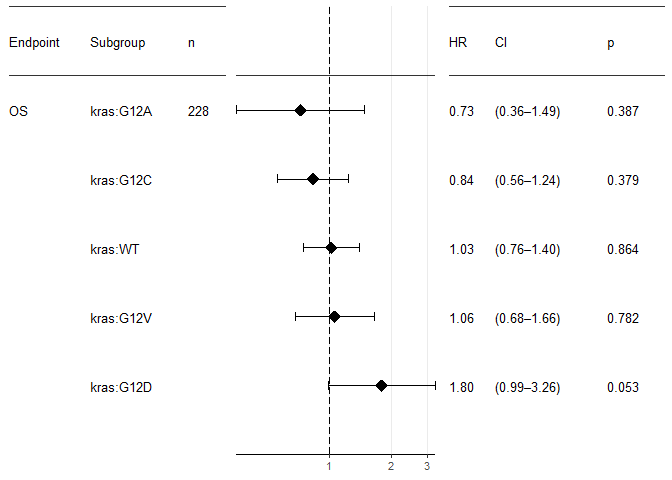 Endpoint Subgroup n HR CI p
OS kras:G12A 228 0.73 (0.36–1.49) 0.387
kras:G12C 0.84 (0.56–1.24) 0.379
kras:WT 1.03 (0.76–1.40) 0.864
kras:G12V 1.06 (0.68–1.66) 0.782
kras:G12D 1.80 (0.99–3.26) 0.053
1 2 3